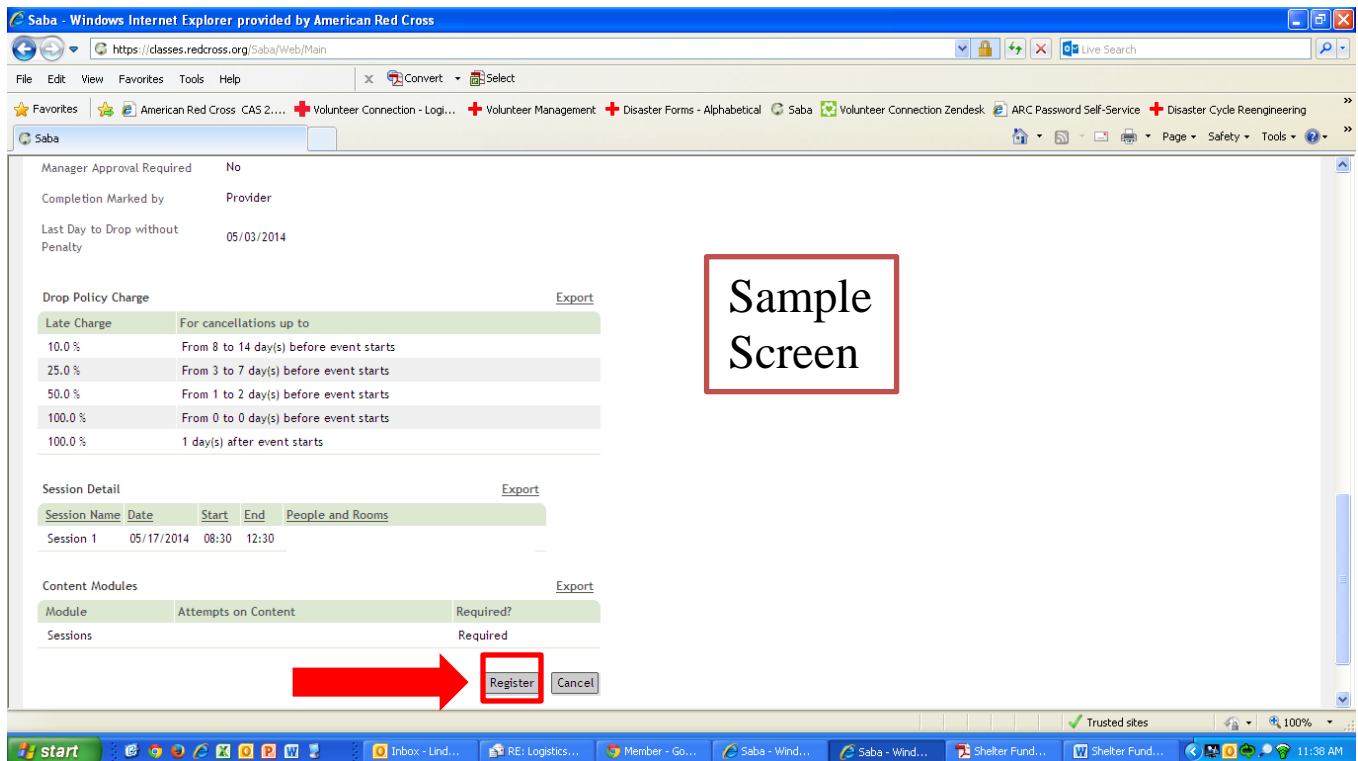 Saba - Windows Internet Explorer provided by American Red Cross
https://classes.redcross.org/Saba/Web/Main
Live Search
File Edit View Favorites Tools Help x Convert Select
Favorites American Red Cross CAS 2.... Volunteer Connection - Logi... Volunteer Management Disaster Forms - Alphabetical Saba Volunteer Connection Zendesk ARC Password Self-Service Disaster Cycle Reengineering »
Saba Page Safety Tools »
Manager Approval Required No
Completion Marked by Provider
Last Day to Drop without
Penalty 05/03/2014
Sample
Screen
Drop Policy Charge Export
Late Charge For cancellations up to
10.0 % From 8 to 14 day(s) before event starts
25.0 % From 3 to 7 day(s) before event starts
50.0 % From 1 to 2 day(s) before event starts
100.0 % From 0 to 0 day(s) before event starts
100.0 % 1 day(s) after event starts
Session Detail Export
Session Name Date Start End People and Rooms
Session 1 05/17/2014 08:30 12:30
Content Modules Export
Module Attempts on Content Required?
Sessions Required
Register Cancel
Trusted sites 100%
start Inbox - Lind... RE: Logistics... Member - Go... Saba - Wind... Saba - Wind... Shelter Fund... Shelter Fund... 11:38 AM